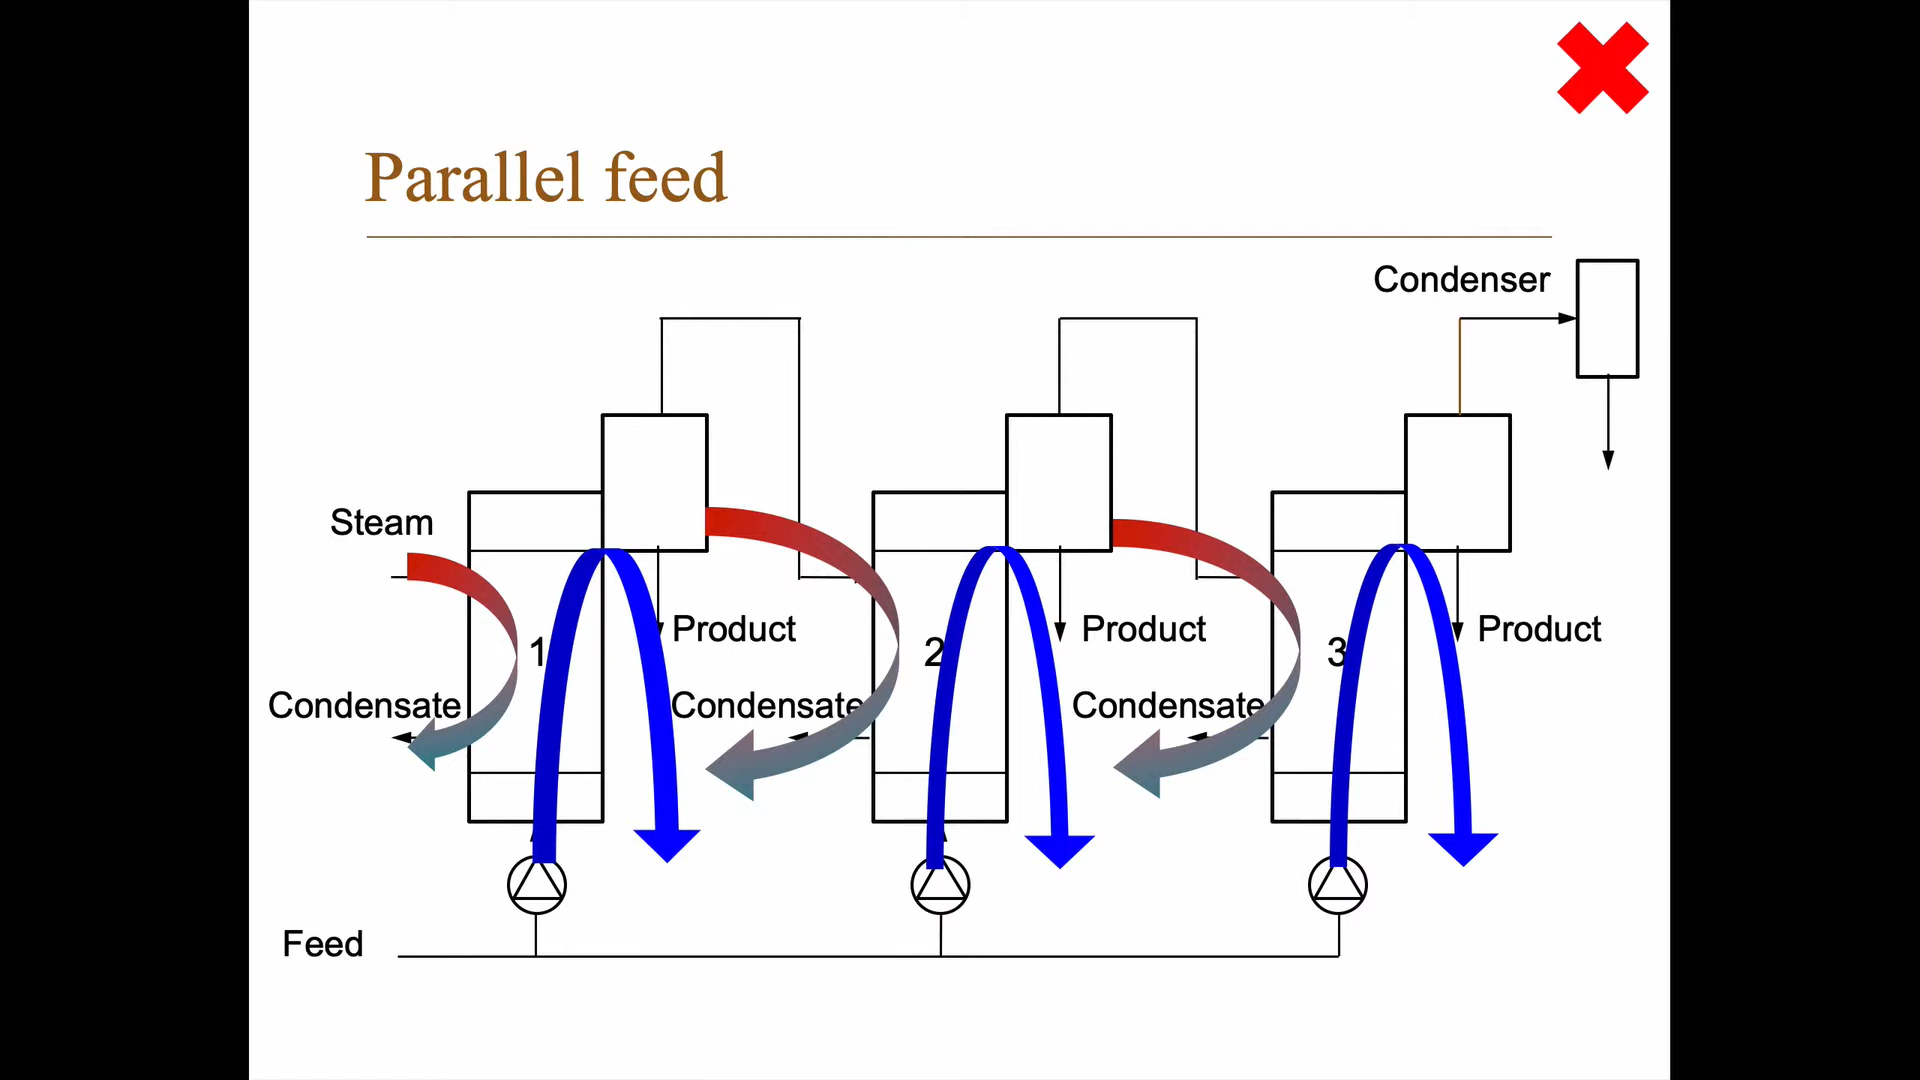 Parallel feed
Condenser
Steam
1
Product
2
Product
3
Product
Condensate
Condensate
Condensate
Feed